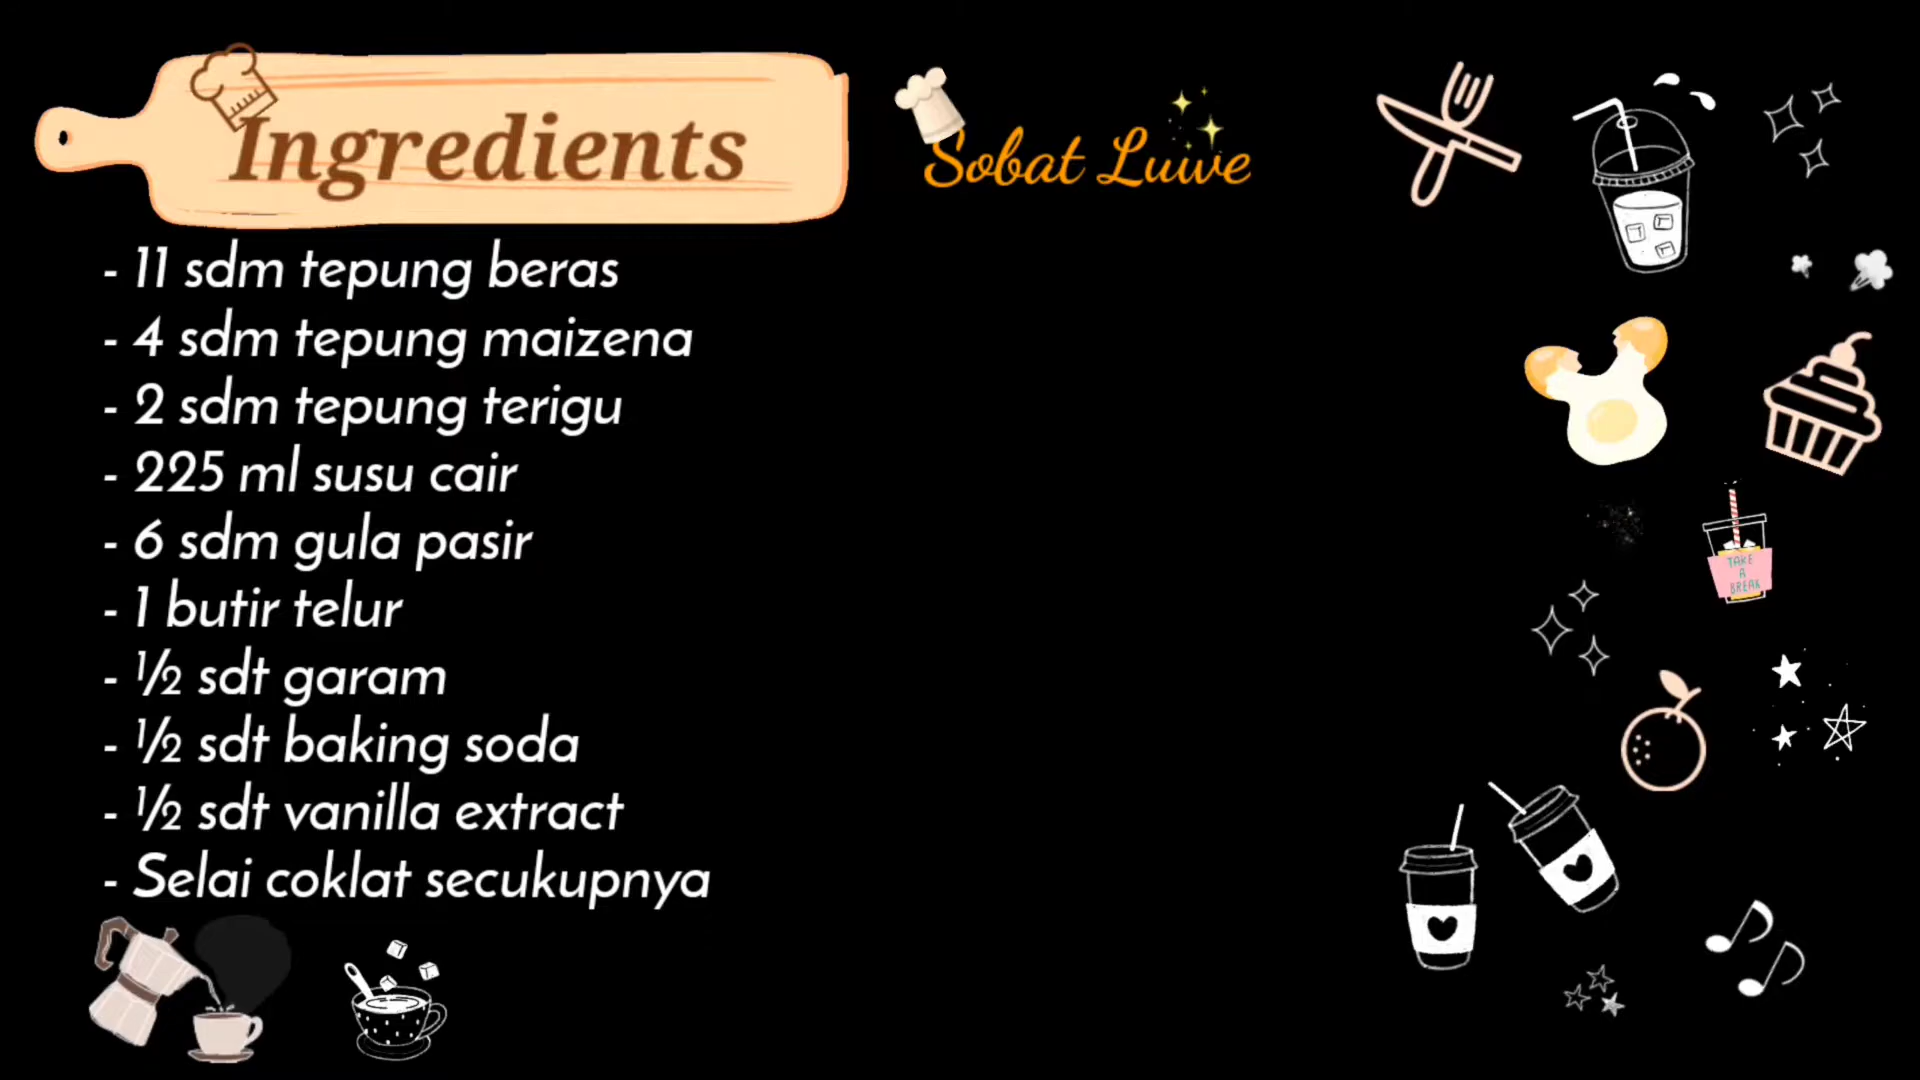 Ingredients
Sobat Luwe
- 11 sdm tepung beras
- 4 sdm tepung maizena
- 2 sdm tepung terigu
- 225 ml susu cair
- 6 sdm gula pasir
- 1 butir telur
- ½ sdt garam
- ½ sdt baking soda
- ½ sdt vanilla extract
- Selai coklat secukupnya
TAKE
A
BREAK